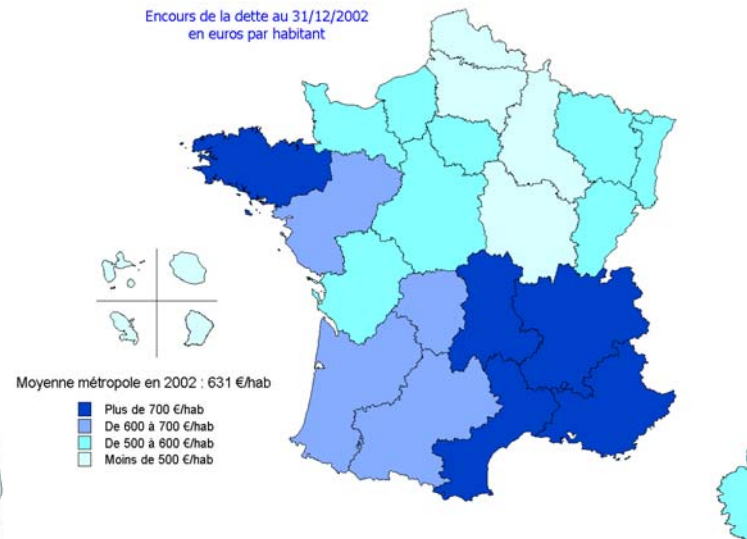 Encours de la dette au 31/12/2002
en euros par habitant
Moyenne métropole en 2002 : 631 €/hab
Plus de 700 €/hab
De 600 à 700 €/hab
De 500 à 600 €/hab
Moins de 500 €/hab